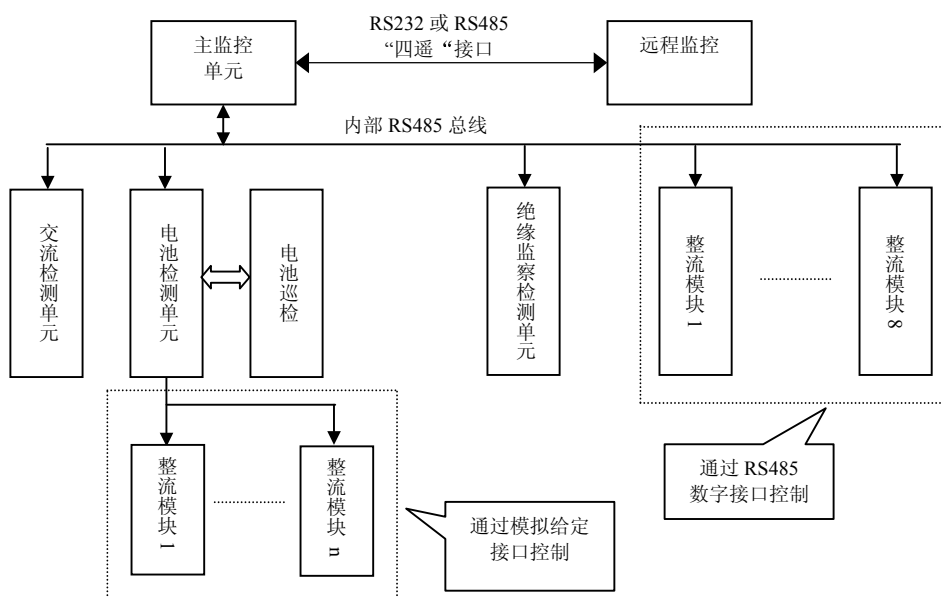 RS232 或 RS485
“四遥“接口
主监控
单元
远程监控
内部 RS485 总线
交流检测单元
电池检测单元
电池巡检
绝缘监察检测单元
整流模块1
整流模块8
整流模块1
整流模块n
通过 RS485
数字接口控制
通过模拟给定
接口控制